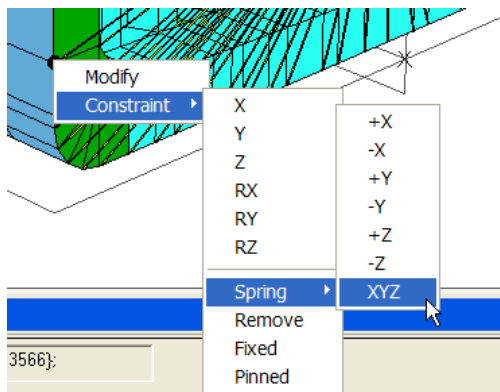 Modify
Constraint
X
Y
Z
RX
RY
RZ
Spring
Remove
Fixed
Pinned
+X
-X
+Y
-Y
+Z
-Z
XYZ
3566};